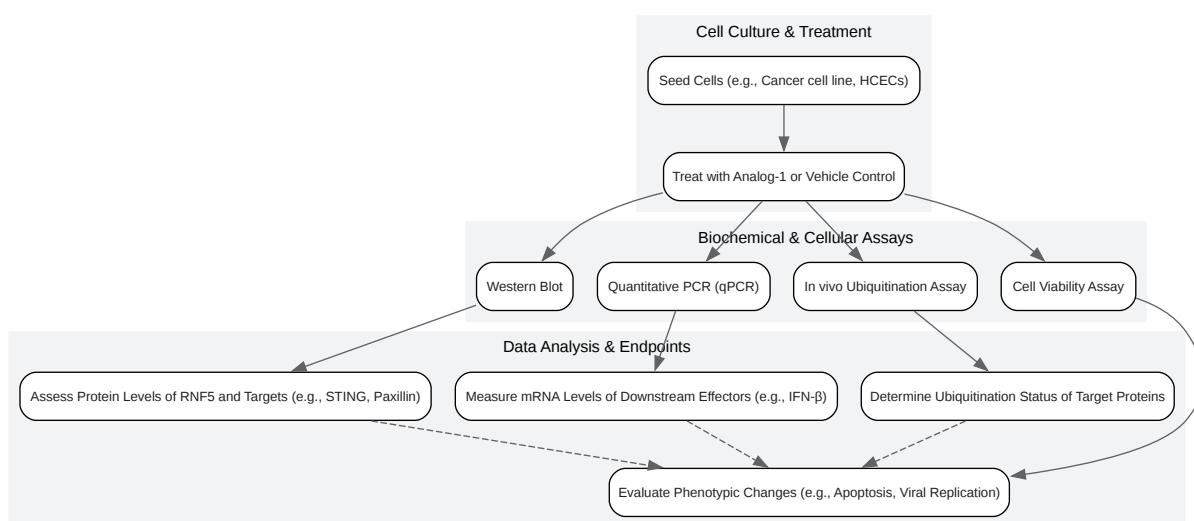 Cell Culture & Treatment
Seed Cells (e.g., Cancer cell line, HCECs)
Treat with Analog-1 or Vehicle Control
Biochemical & Cellular Assays
Western Blot
Quantitative PCR (qPCR)
In vivo Ubiquitination Assay
Cell Viability Assay
Data Analysis & Endpoints
Assess Protein Levels of RNF5 and Targets (e.g., STING, Paxillin)
Measure mRNA Levels of Downstream Effectors (e.g., IFN-β)
Determine Ubiquitination Status of Target Proteins
Evaluate Phenotypic Changes (e.g., Apoptosis, Viral Replication)